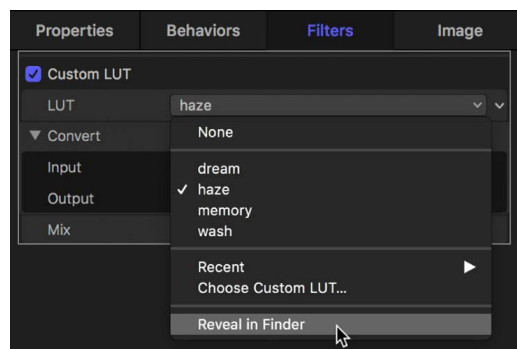 Properties Behaviors Filters Image
Custom LUT
LUT haze
Convert None
Input dream
haze
Output memory
Mix wash
Recent
Choose Custom LUT...
Reveal in Finder